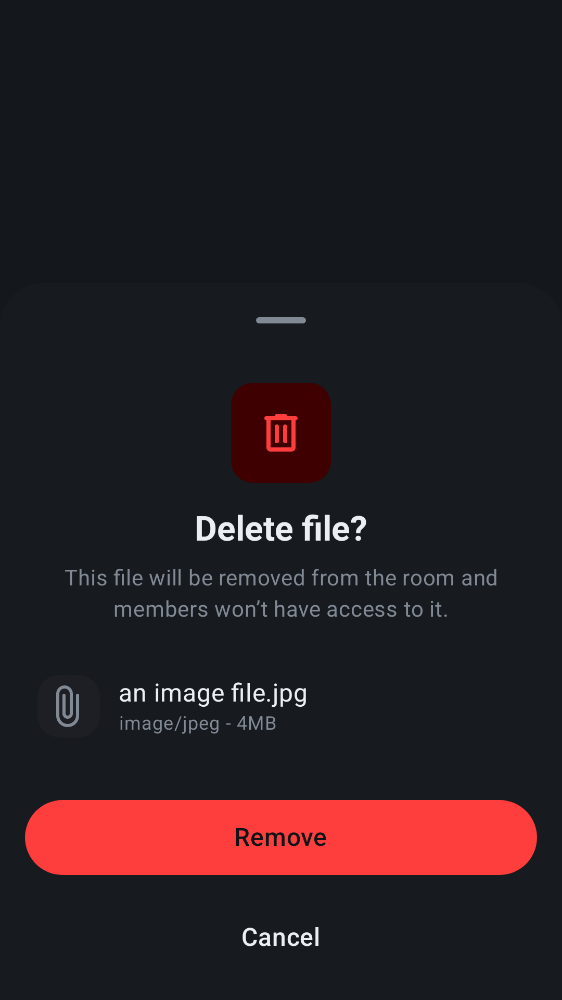 Delete file?
This file will be removed from the room and
members won’t have access to it.
an image file.jpg
image/jpeg - 4MB
Remove
Cancel